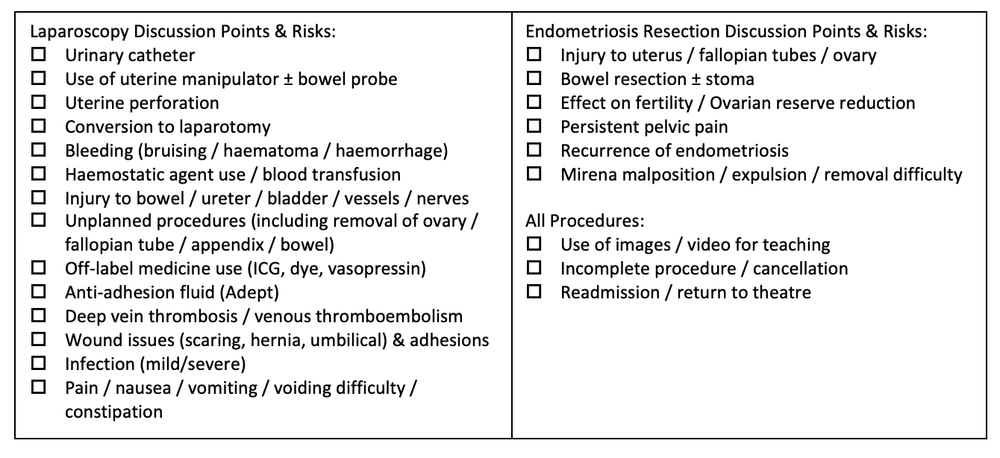 Laparoscopy Discussion Points & Risks:
☐ Urinary catheter
☐ Use of uterine manipulator ± bowel probe
☐ Uterine perforation
☐ Conversion to laparotomy
☐ Bleeding (bruising / haematoma / haemorrhage)
☐ Haemostatic agent use / blood transfusion
☐ Injury to bowel / ureter / bladder / vessels / nerves
☐ Unplanned procedures (including removal of ovary /
fallopian tube / appendix / bowel)
☐ Off-label medicine use (ICG, dye, vasopressin)
☐ Anti-adhesion fluid (Adept)
☐ Deep vein thrombosis / venous thromboembolism
☐ Wound issues (scaring, hernia, umbilical) & adhesions
☐ Infection (mild/severe)
☐ Pain / nausea / vomiting / voiding difficulty /
constipation
Endometriosis Resection Discussion Points & Risks:
☐ Injury to uterus / fallopian tubes / ovary
☐ Bowel resection ± stoma
☐ Effect on fertility / Ovarian reserve reduction
☐ Persistent pelvic pain
☐ Recurrence of endometriosis
☐ Mirena malposition / expulsion / removal difficulty
All Procedures:
☐ Use of images / video for teaching
☐ Incomplete procedure / cancellation
☐ Readmission / return to theatre